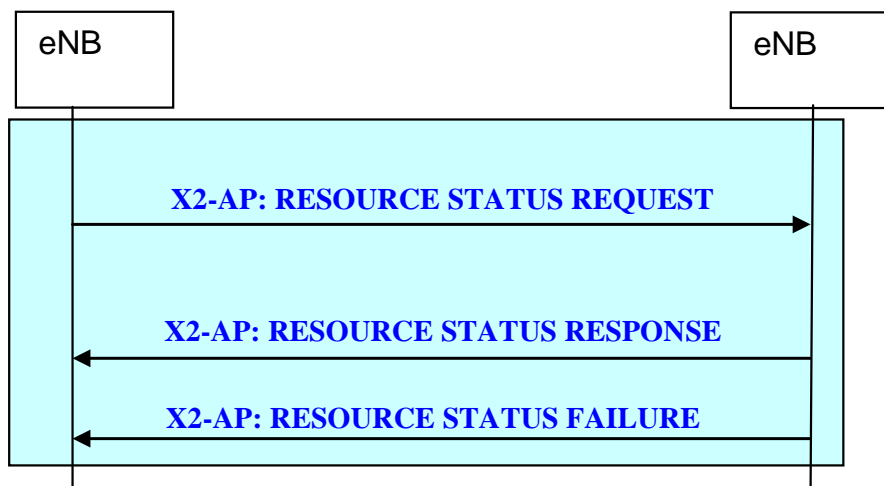 eNB
eNB
X2-AP: RESOURCE STATUS REQUEST
X2-AP: RESOURCE STATUS RESPONSE
X2-AP: RESOURCE STATUS FAILURE